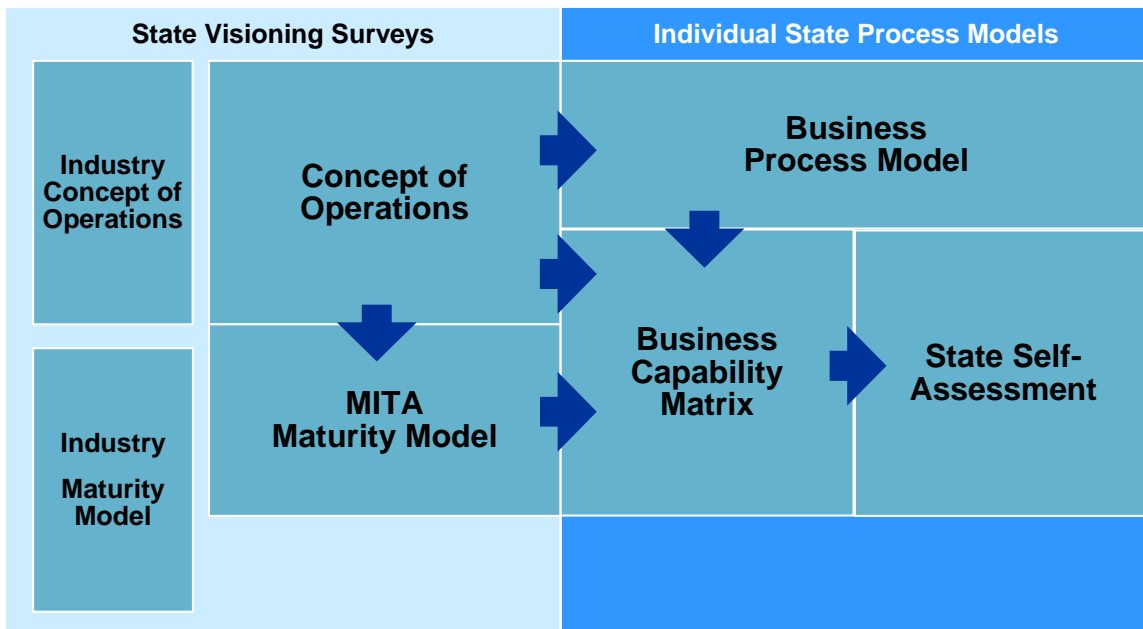 State Visioning Surveys
Individual State Process Models
Industry
Concept of
Operations
Concept of
Operations
Business
Process Model
Industry
Maturity
Model
MITA
Maturity Model
Business
Capability
Matrix
State Self-
Assessment